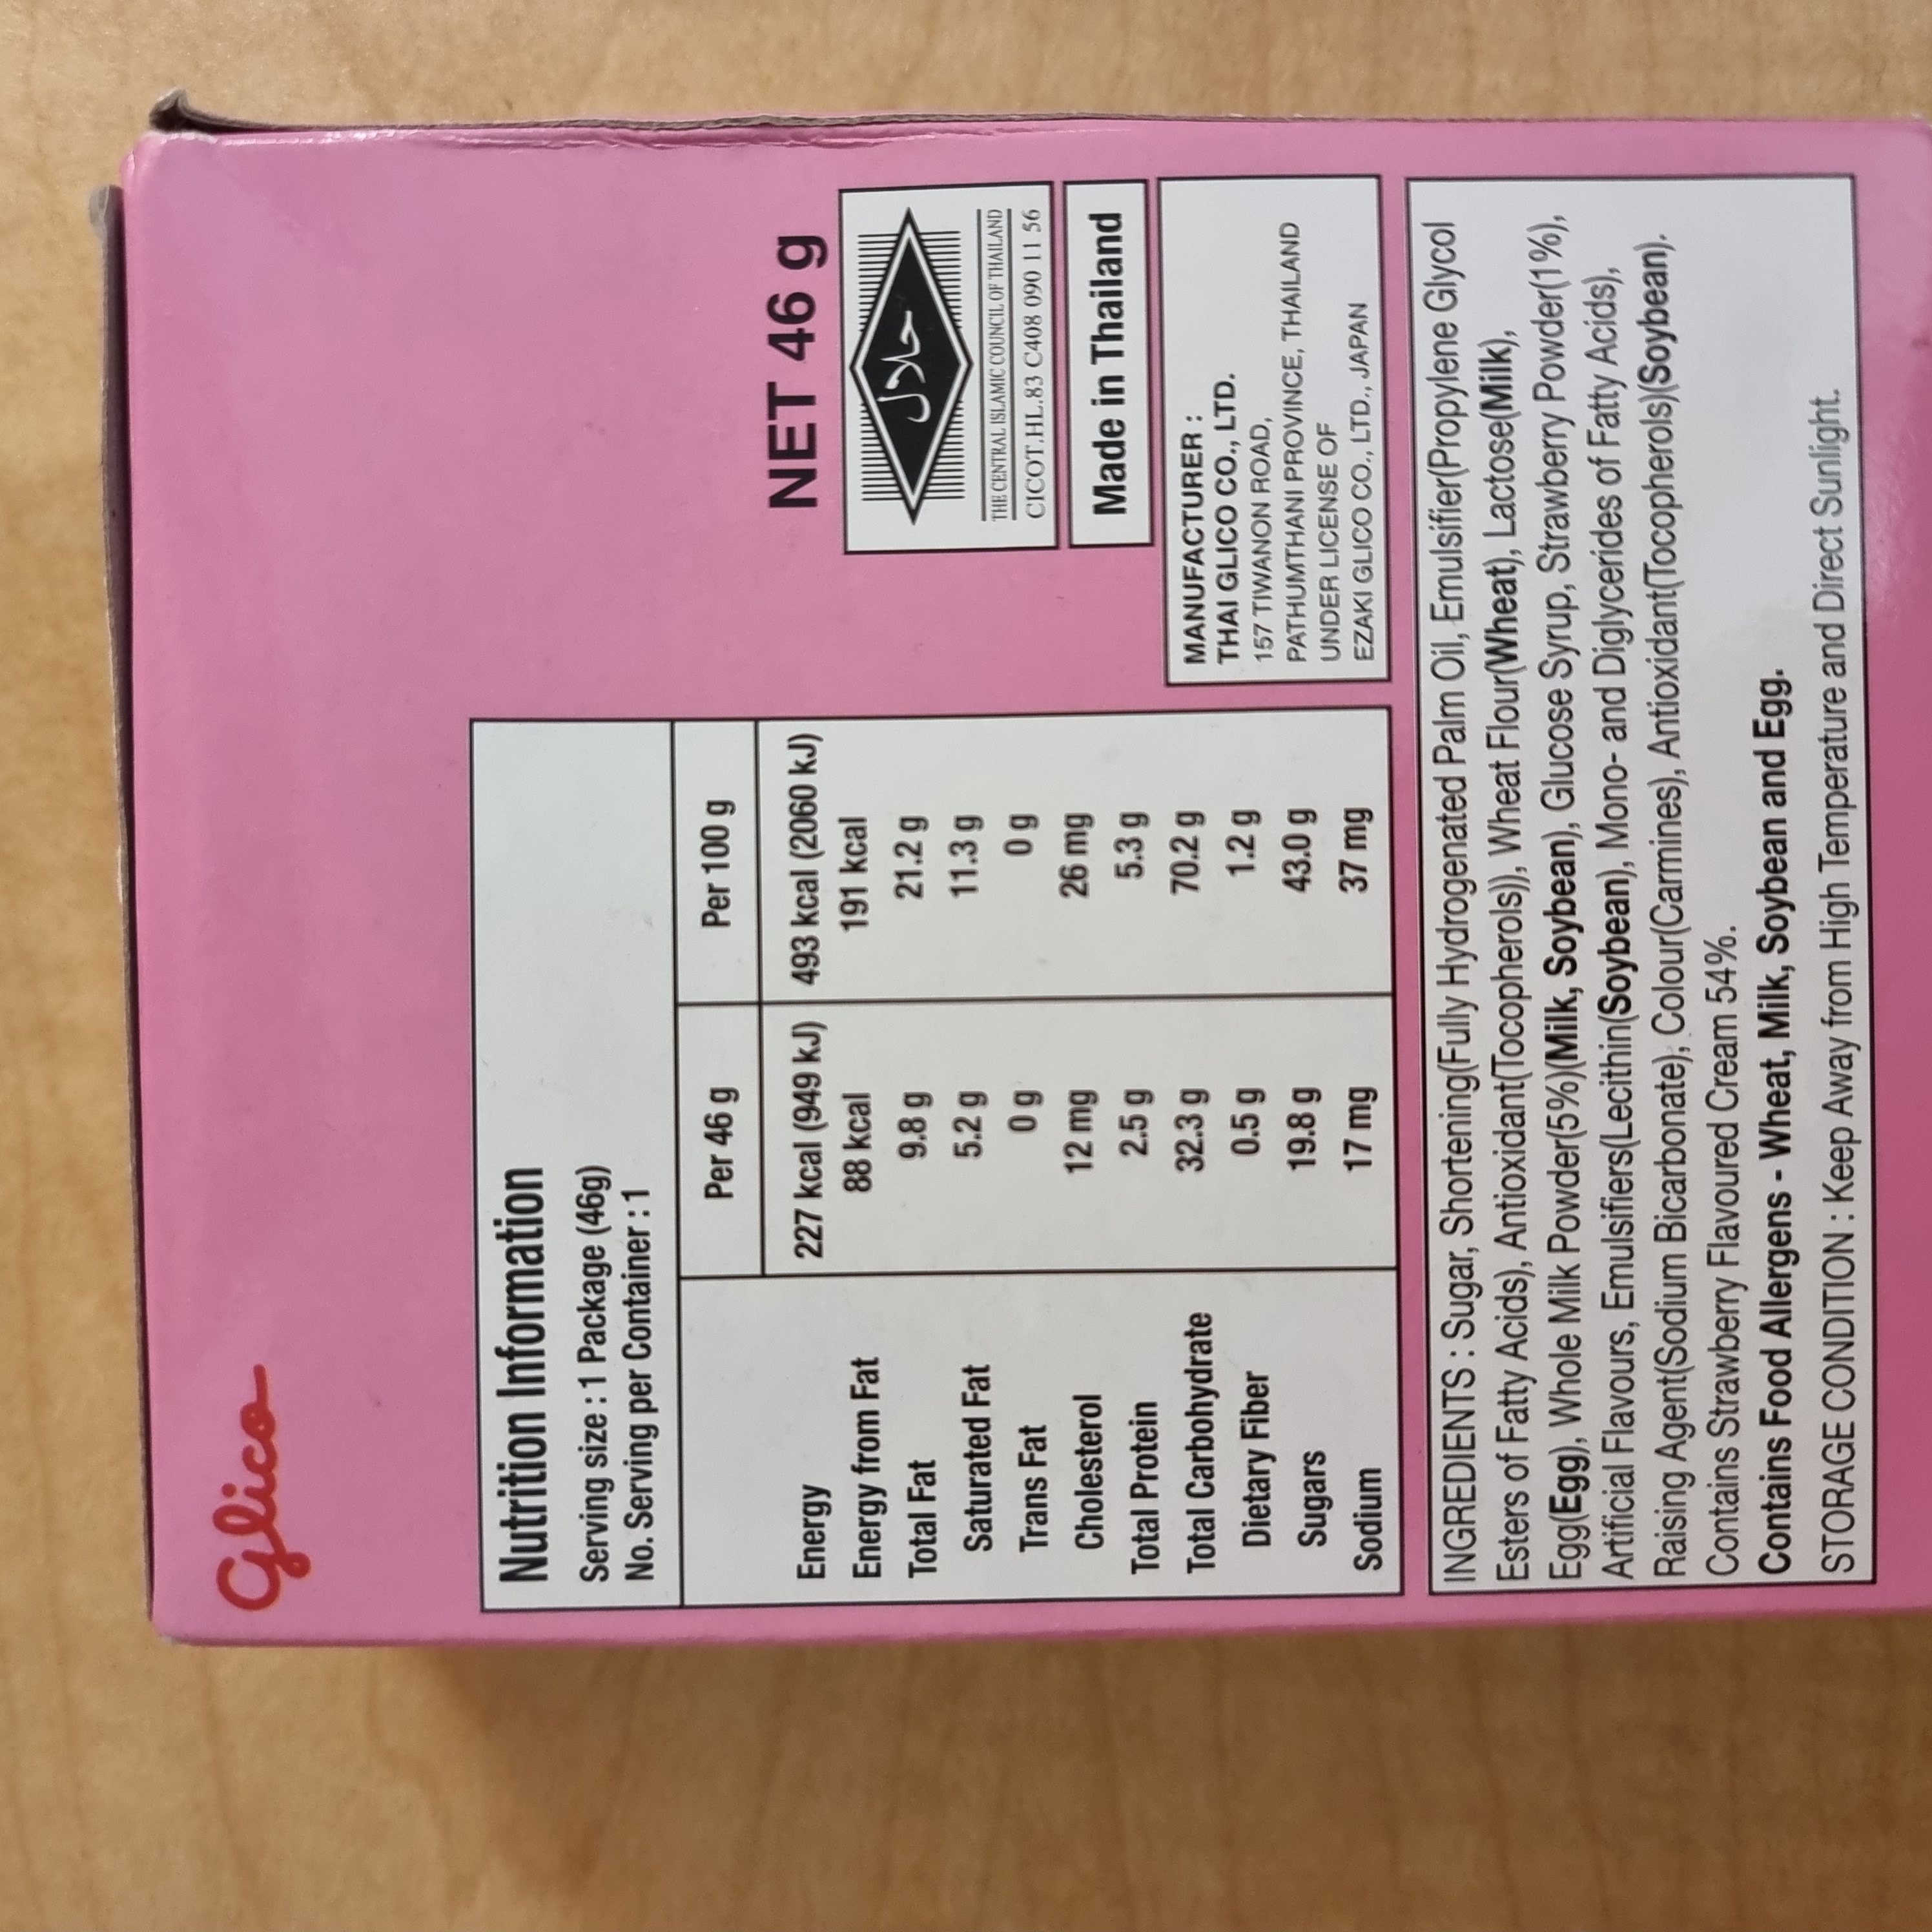 Glico
Nutrition Information
Serving size : 1 Package (46g)
No. Serving per Container : 1
Per 46 g Per 100 g
Energy 227 kcal (949 kJ) 493 kcal (2060 kJ)
Energy from Fat 88 kcal 191 kcal
Total Fat 9.8 g 21.2 g
Saturated Fat 5.2 g 11.3 g
Trans Fat 0 g 0 g
Cholesterol 12 mg 26 mg
Total Protein 2.5 g 5.3 g
Total Carbohydrate 32.3 g 70.2 g
Dietary Fiber 0.5 g 1.2 g
Sugars 19.8 g 43.0 g
Sodium 17 mg 37 mg
NET 46 g
حلال
THE CENTRAL ISLAMIC COUNCIL OF THAILAND
CICOT.HL.83 C408 090 11 56
Made in Thailand
MANUFACTURER :
THAI GLICO CO., LTD.
157 TIWANON ROAD,
PATHUMTHANI PROVINCE, THAILAND
UNDER LICENSE OF
EZAKI GLICO CO., LTD., JAPAN
INGREDIENTS : Sugar, Shortening(Fully Hydrogenated Palm Oil, Emulsifier(Propylene Glycol
Esters of Fatty Acids), Antioxidant(Tocopherols)), Wheat Flour(Wheat), Lactose(Milk),
Egg(Egg), Whole Milk Powder(5%)(Milk, Soybean), Glucose Syrup, Strawberry Powder(1%),
Artificial Flavours, Emulsifiers(Lecithin(Soybean), Mono- and Diglycerides of Fatty Acids),
Raising Agent(Sodium Bicarbonate), Colour(Carmines), Antioxidant(Tocopherols)(Soybean).
Contains Strawberry Flavoured Cream 54%.
Contains Food Allergens - Wheat, Milk, Soybean and Egg.
STORAGE CONDITION : Keep Away from High Temperature and Direct Sunlight.